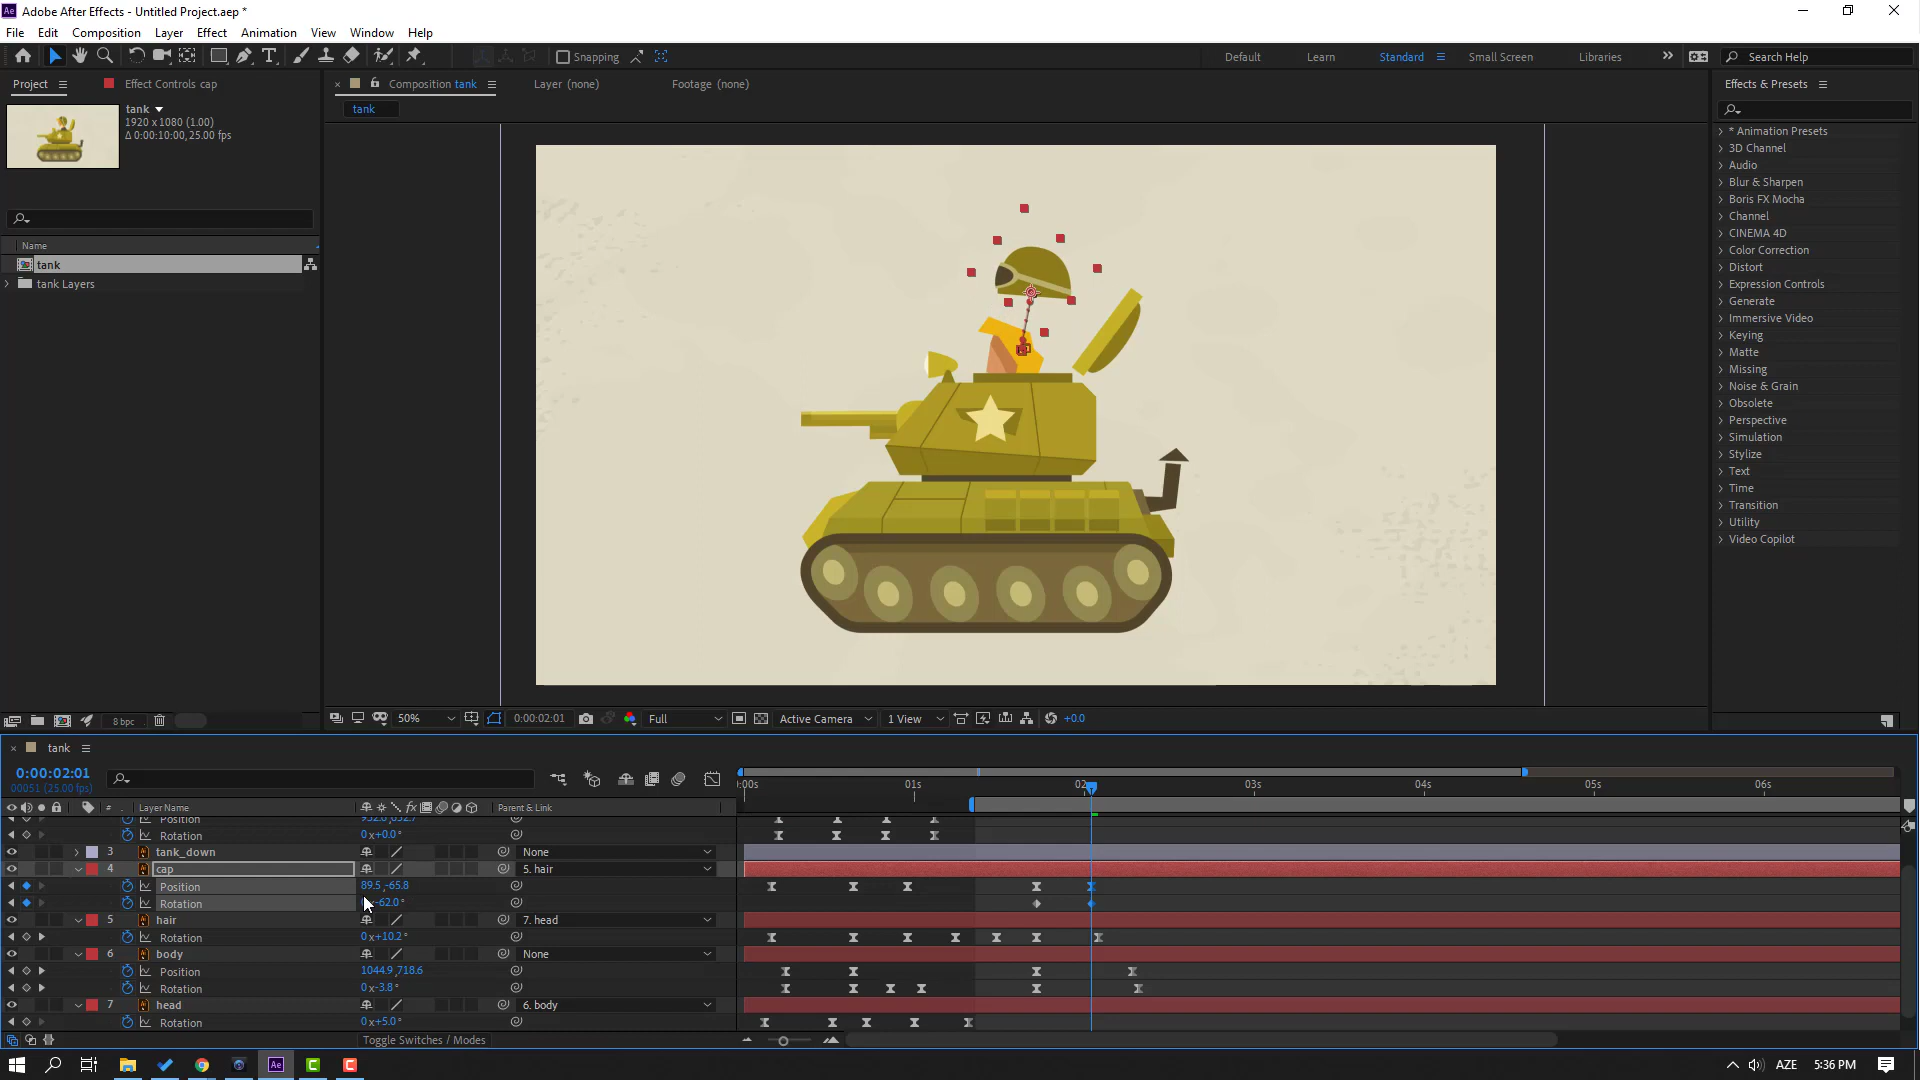 Ae Adobe After Effects - Untitled Project.aep *
File Edit Composition Layer Effect Animation View Window Help
Snapping Default Learn Standard Small Screen Libraries Search Help
Project Effect Controls cap
tank
1920 x 1080 (1.00)
Δ 0:00:10:00, 25.00 fps
Name
tank
tank Layers
8 bpc
Composition tank
Layer (none)
Footage (none)
tank
50% 0:00:02:01 Full Active Camera 1 View +0.0
Effects & Presets
* Animation Presets
3D Channel
Audio
Blur & Sharpen
Boris FX Mocha
Channel
CINEMA 4D
Color Correction
Distort
Expression Controls
Generate
Immersive Video
Keying
Matte
Missing
Noise & Grain
Obsolete
Perspective
Simulation
Stylize
Text
Time
Transition
Utility
Video Copilot
tank
0:00:02:01
00051 (25.00 fps)
:00s 01s 02 03s 04s 05s 06s
# Layer Name Parent & Link
Position
Rotation 0 x+0.0°
3 tank_down None
4 cap 5. hair
Position 89.5,-65.8
Rotation x-62.0°
5 hair 7. head
Rotation 0 x+10.2°
6 body None
Position 1044.9,718.6
Rotation 0 x-3.8°
7 head 6. body
Rotation 0 x+5.0°
Toggle Switches / Modes
Ae AZE 5:36 PM